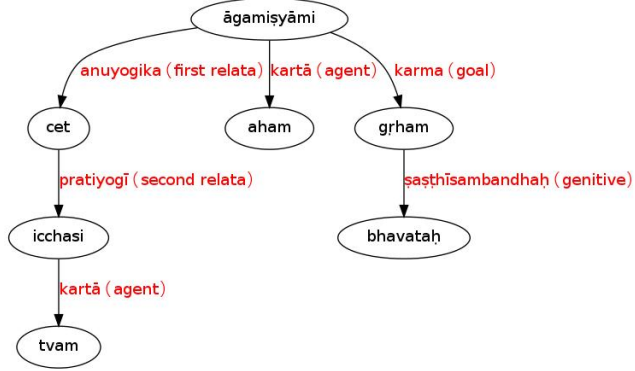 āgamiṣyāmi
anuyogika (first relata) kartā (agent) karma (goal)
cet aham gṛham
pratiyogī (second relata) ṣaṣṭhīsambandhaḥ (genitive)
icchasi bhavataḥ
kartā (agent)
tvam